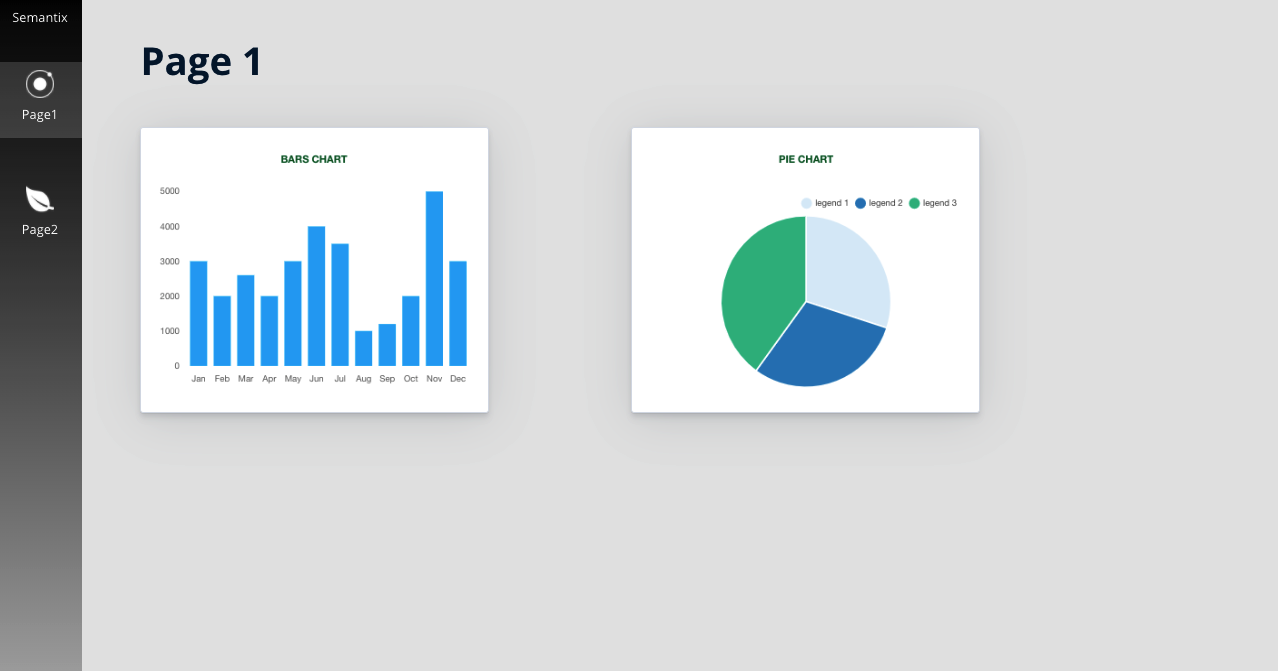 Semantix
Page1
Page2
Page 1
BARS CHART
5000
4000
3000
2000
1000
0
Jan Feb Mar Apr May Jun Jul Aug Sep Oct Nov Dec
PIE CHART
legend 1 legend 2 legend 3